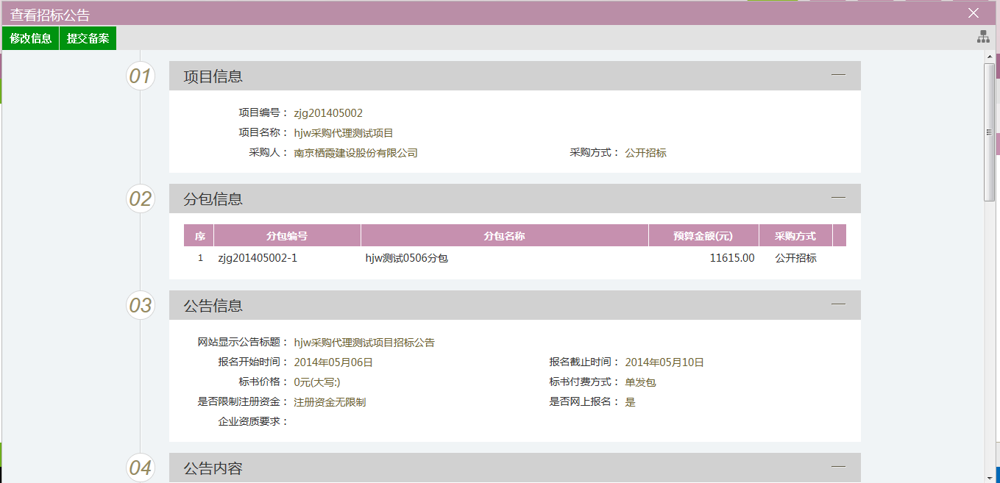 查看招标公告
修改信息 提交备案
01 项目信息
项目编号： zjg201405002
项目名称： hjw采购代理测试项目
采购人： 南京栖霞建设股份有限公司 采购方式： 公开招标
02 分包信息
序 分包编号 分包名称 预算金额(元) 采购方式
1 zjg201405002-1 hjw测试0506分包 11615.00 公开招标
03 公告信息
网站显示公告标题： hjw采购代理测试项目招标公告
报名开始时间： 2014年05月06日 报名截止时间： 2014年05月10日
标书价格： 0元(大写:) 标书付费方式： 单发包
是否限制注册资金： 注册资金无限制 是否网上报名： 是
企业资质要求：
04 公告内容